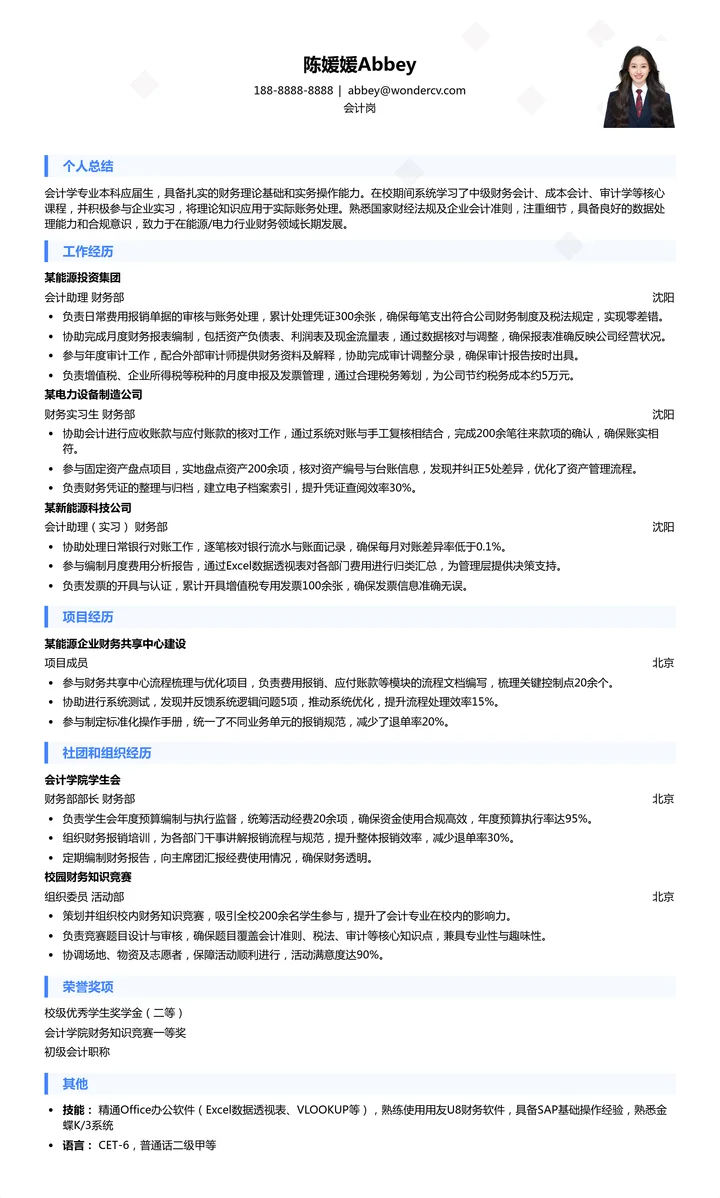 陈媛媛Abbey
188-8888-8888 | abbey@wondercv.com
会计岗
个人总结
会计学专业本科应届生，具备扎实的财务理论基础和实务操作能力。在校期间系统学习了中级财务会计、成本会计、审计学等核心
课程，并积极参与企业实习，将理论知识应用于实际账务处理。熟悉国家财经法规及企业会计准则，注重细节，具备良好的数据处
理能力和合规意识，致力于在能源/电力行业财务领域长期发展。
工作经历
某能源投资集团
会计助理 财务部 沈阳
• 负责日常费用报销单据的审核与账务处理，累计处理凭证300余张，确保每笔支出符合公司财务制度及税法规定，实现零差错。
• 协助完成月度财务报表编制，包括资产负债表、利润表及现金流量表，通过数据核对与调整，确保报表准确反映公司经营状况。
• 参与年度审计工作，配合外部审计师提供财务资料及解释，协助完成审计调整分录，确保审计报告按时出具。
• 负责增值税、企业所得税等税种的月度申报及发票管理，通过合理税务筹划，为公司节约税务成本约5万元。
某电力设备制造公司
财务实习生 财务部 沈阳
• 协助会计进行应收账款与应付账款的核对工作，通过系统对账与手工复核相结合，完成200余笔往来款项的确认，确保账实相
符。
• 参与固定资产盘点项目，实地盘点资产200余项，核对资产编号与台账信息，发现并纠正5处差异，优化了资产管理流程。
• 负责财务凭证的整理与归档，建立电子档案索引，提升凭证查阅效率30%。
某新能源科技公司
会计助理（实习） 财务部 沈阳
• 协助处理日常银行对账工作，逐笔核对银行流水与账面记录，确保每月对账差异率低于0.1%。
• 参与编制月度费用分析报告，通过Excel数据透视表对各部门费用进行归类汇总，为管理层提供决策支持。
• 负责发票的开具与认证，累计开具增值税专用发票100余张，确保发票信息准确无误。
项目经历
某能源企业财务共享中心建设
项目成员 北京
• 参与财务共享中心流程梳理与优化项目，负责费用报销、应付账款等模块的流程文档编写，梳理关键控制点20余个。
• 协助进行系统测试，发现并反馈系统逻辑问题5项，推动系统优化，提升流程处理效率15%。
• 参与制定标准化操作手册，统一了不同业务单元的报销规范，减少了退单率20%。
社团和组织经历
会计学院学生会
财务部部长 财务部 北京
• 负责学生会年度预算编制与执行监督，统筹活动经费20余项，确保资金使用合规高效，年度预算执行率达95%。
• 组织财务报销培训，为各部门干事讲解报销流程与规范，提升整体报销效率，减少退单率30%。
• 定期编制财务报告，向主席团汇报经费使用情况，确保财务透明。
校园财务知识竞赛
组织委员 活动部 北京
• 策划并组织校内财务知识竞赛，吸引全校200余名学生参与，提升了会计专业在校内的影响力。
• 负责竞赛题目设计与审核，确保题目覆盖会计准则、税法、审计等核心知识点，兼具专业性与趣味性。
• 协调场地、物资及志愿者，保障活动顺利进行，活动满意度达90%。
荣誉奖项
校级优秀学生奖学金（二等）
会计学院财务知识竞赛一等奖
初级会计职称
其他
• 技能： 精通Office办公软件（Excel数据透视表、VLOOKUP等），熟练使用用友U8财务软件，具备SAP基础操作经验，熟悉金
蝶K/3系统
• 语言： CET-6，普通话二级甲等